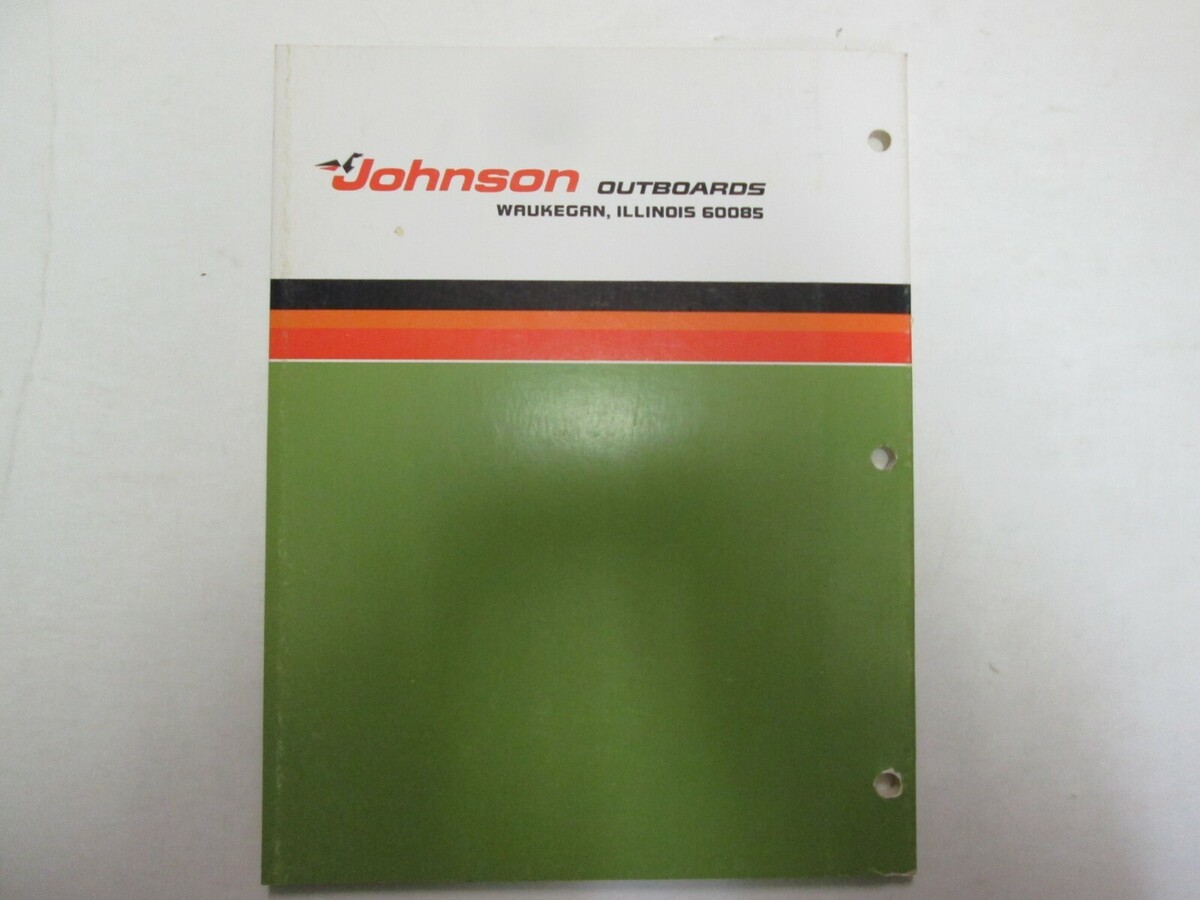 Johnson OUTBOARDS
WAUKEGAN, ILLINOIS 60085